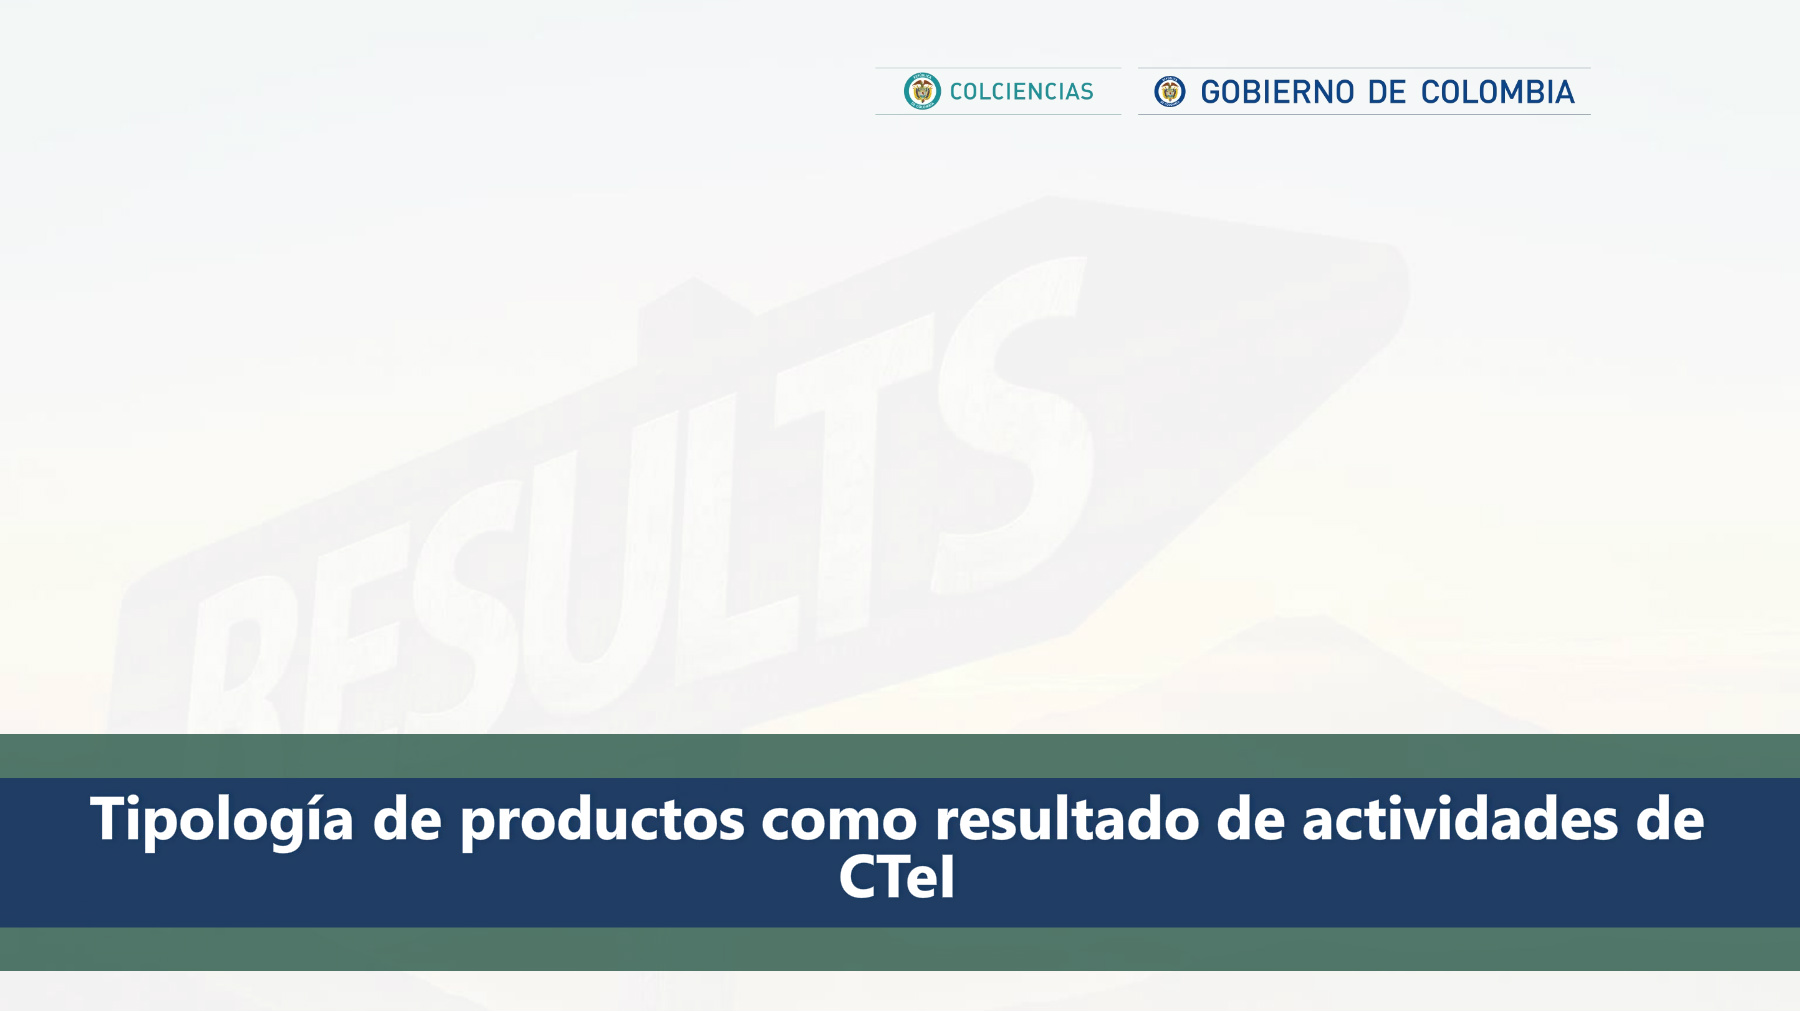 COLCIENCIAS GOBIERNO DE COLOMBIA
RESULTS
Tipología de productos como resultado de actividades de
CTeI